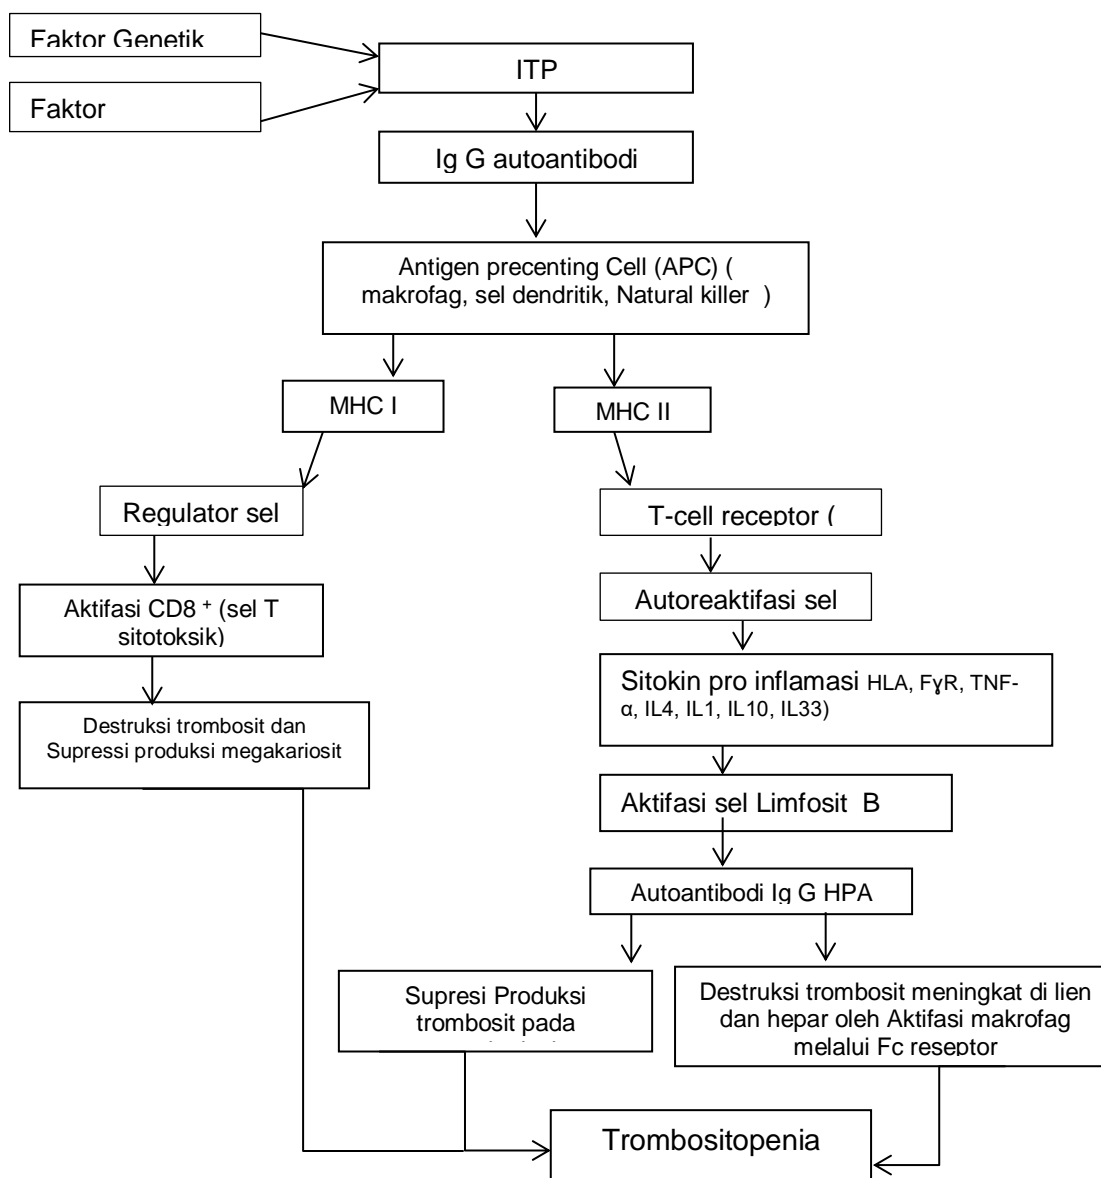 Faktor Genetik
ITP
Faktor
Ig G autoantibodi
Antigen precenting Cell (APC) (
makrofag, sel dendritik, Natural killer )
MHC I
MHC II
Regulator sel
T-cell receptor (
Aktifasi CD8 + (sel T
sitotoksik)
Autoreaktifasi sel
Sitokin pro inflamasi HLA, FɣR, TNF-
α, IL4, IL1, IL10, IL33)
Destruksi trombosit dan
Supressi produksi megakariosit
Aktifasi sel Limfosit B
Autoantibodi Ig G HPA
Supresi Produksi
trombosit pada
Destruksi trombosit meningkat di lien
dan hepar oleh Aktifasi makrofag
melalui Fc reseptor
Trombositopenia